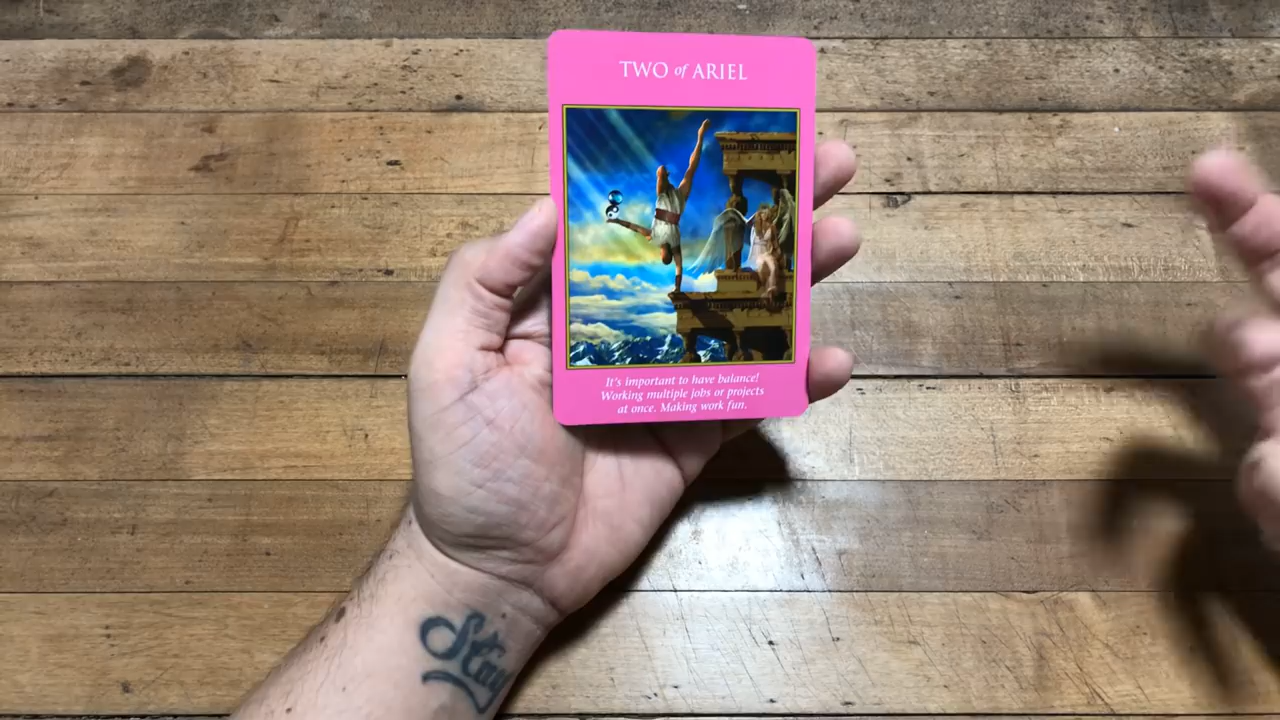 TWO of ARIEL
It's important to have balance!
Working multiple jobs or projects
at once. Making work fun.
Stay